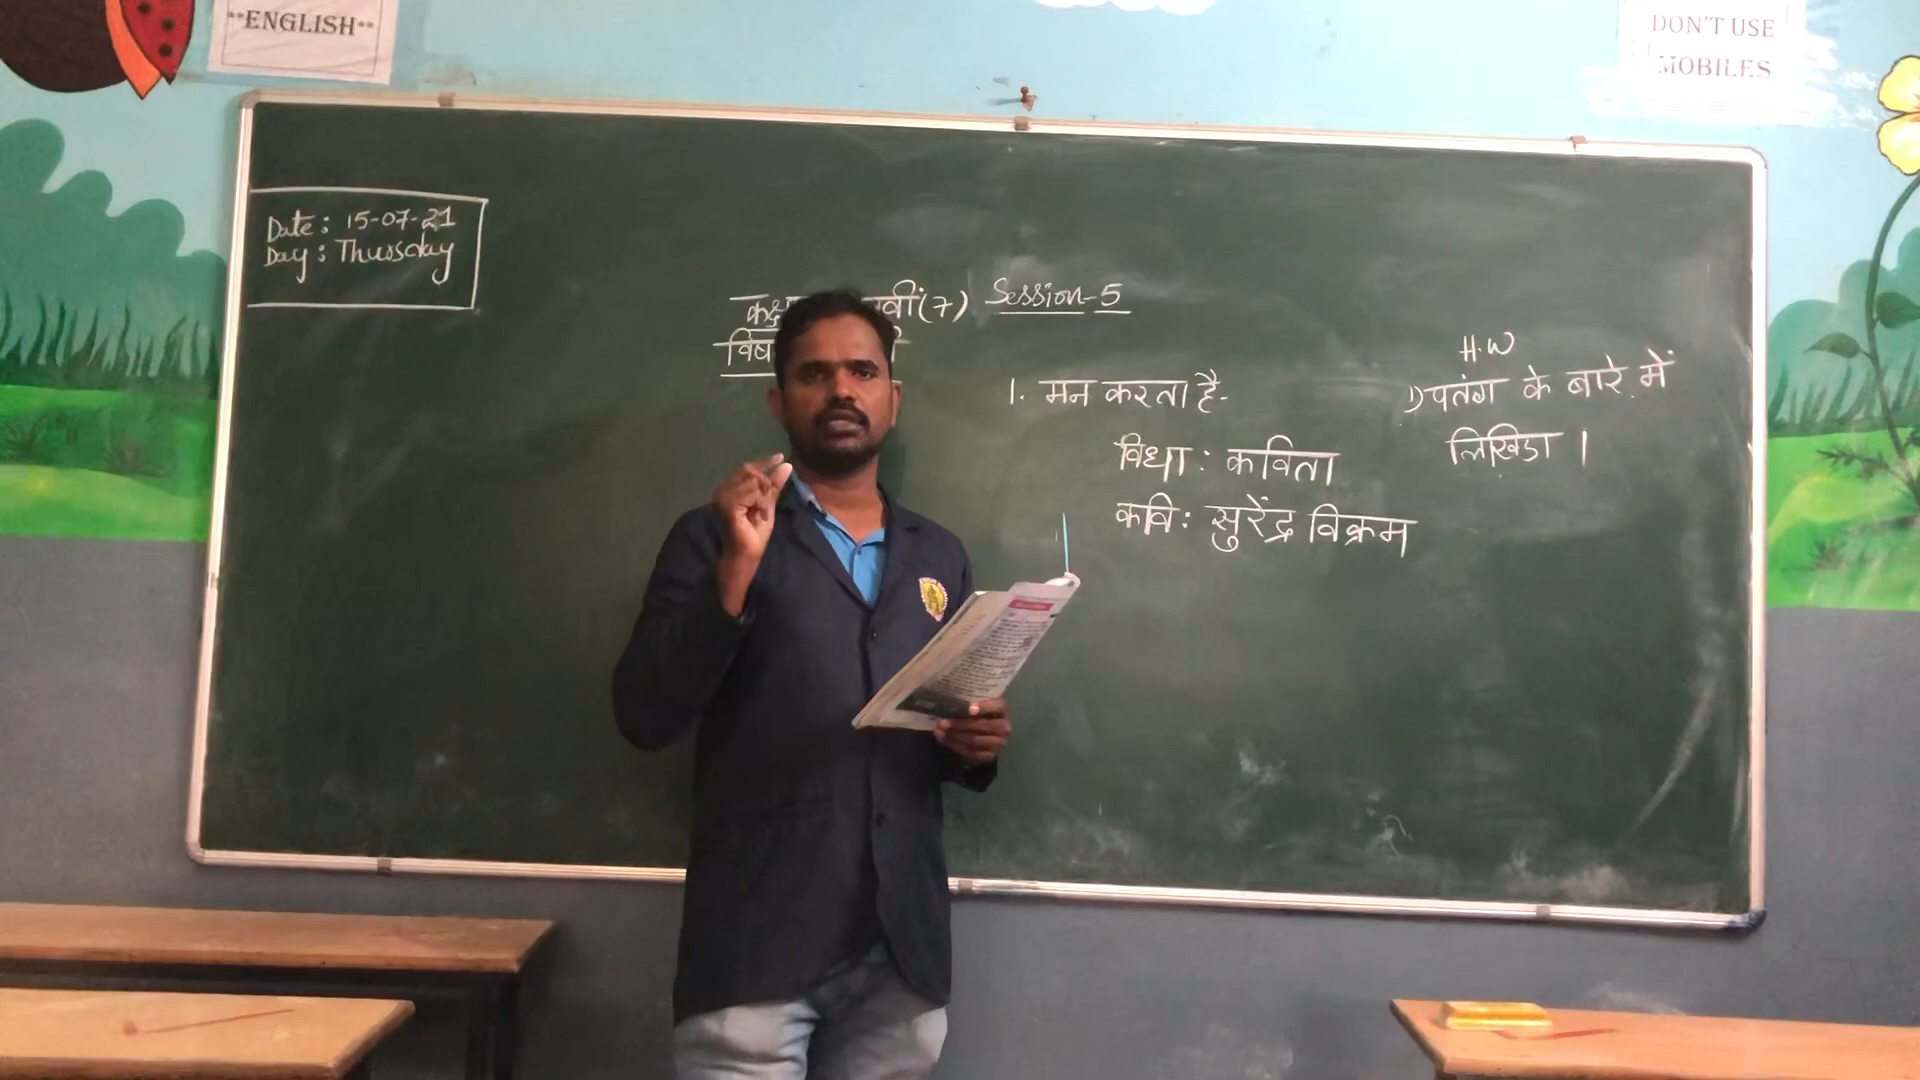 **ENGLISH**
DON'T USE
MOBILES
Date: 15-07-21
Day: Thursday
(7) Session-5
1. मन करता है-
विधा: कविता
कवि: सुरेंद्र विक्रम
H.W
1) पतंग के बारे में
लिखिए ।